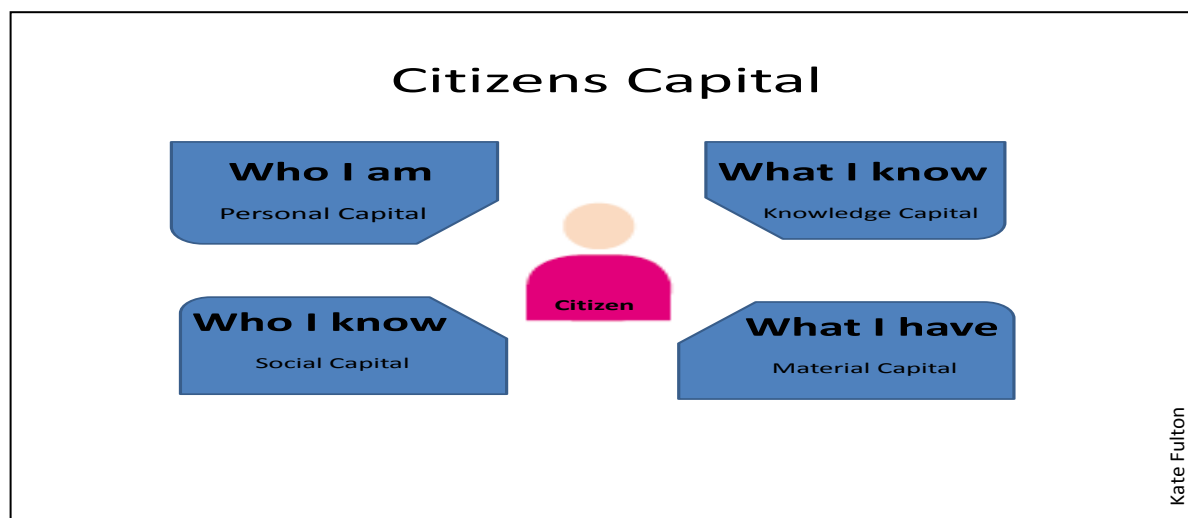 Citizens Capital
Who I am
Personal Capital
What I know
Knowledge Capital
Citizen
Who I know
Social Capital
What I have
Material Capital
Kate Fulton